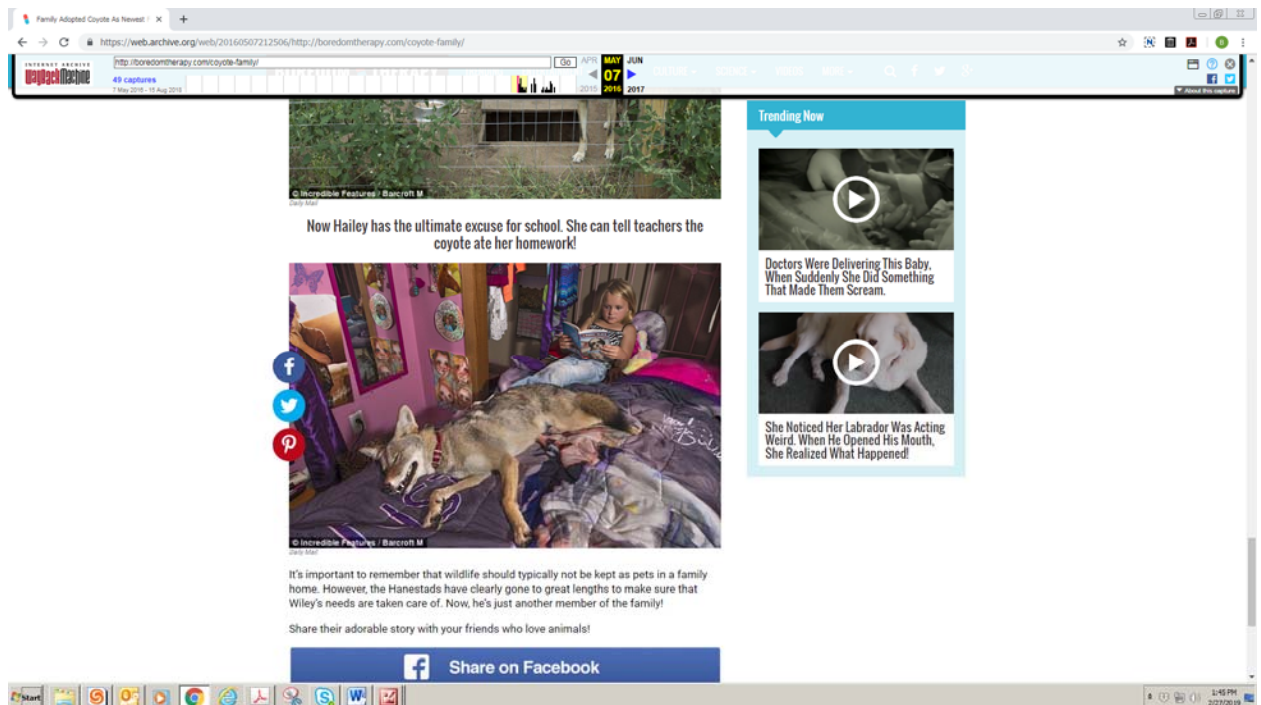 Family Adopted Coyote As Newest
https://web.archive.org/web/20160507212506/http://boredomtherapy.com/coyote-family/
INTERNET ARCHIVE
WayBackMachine
http://boredomtherapy.com/coyote-family/
Go
APR MAY JUN
49 captures
07
7 May 2016 - 15 Aug 2018
2015 2016 2017
About this capture
CULTURE
SCIENCE
VIDEOS
MORE
© Incredible Features / Barcroft M
Daily Mail
Now Hailey has the ultimate excuse for school. She can tell teachers the
coyote ate her homework!
© Incredible Features / Barcroft M
Daily Mail
It's important to remember that wildlife should typically not be kept as pets in a family
home. However, the Hanestads have clearly gone to great lengths to make sure that
Wiley's needs are taken care of. Now, he's just another member of the family!
Share their adorable story with your friends who love animals!
Share on Facebook
Trending Now
Doctors Were Delivering This Baby,
When Suddenly She Did Something
That Made Them Scream.
She Noticed Her Labrador Was Acting
Weird. When He Opened His Mouth,
She Realized What Happened!
Start
1:45 PM
2/27/2019